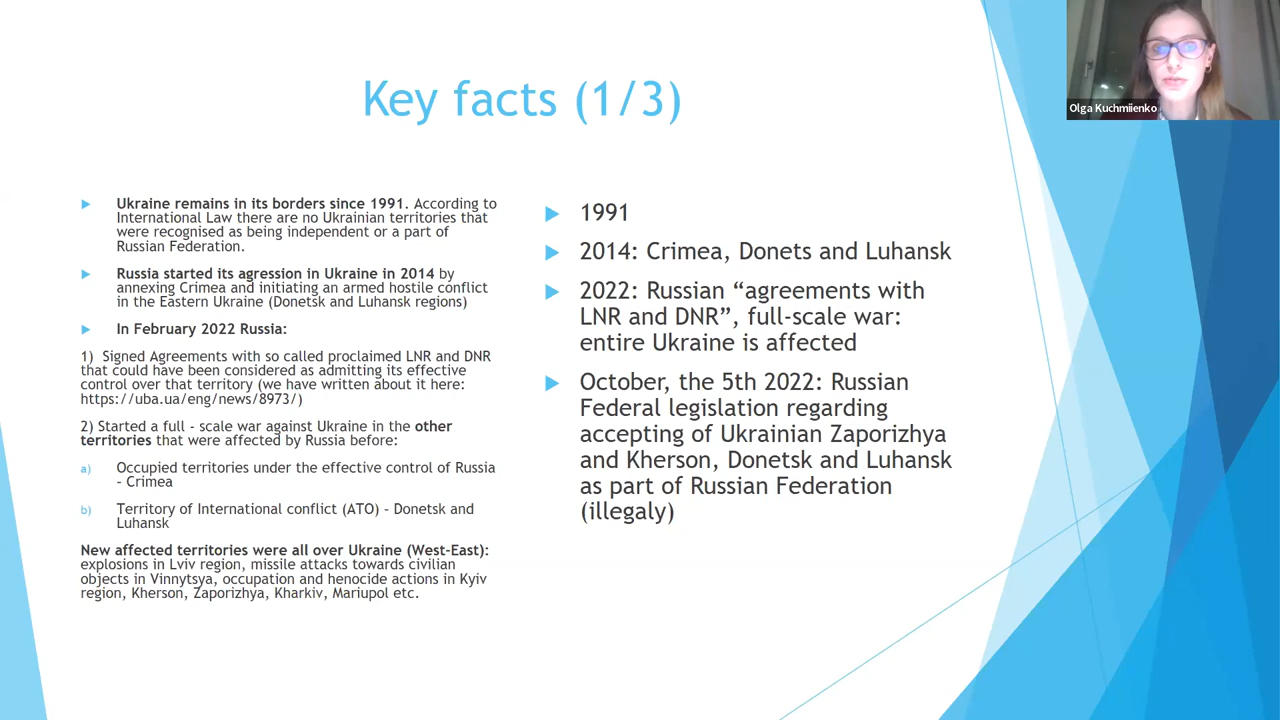 Key facts (1/3)
Olga Kuchmiienko
Ukraine remains in its borders since 1991. According to
International Law there are no Ukrainian territories that
were recognised as being independent or a part of
Russian Federation.
Russia started its agression in Ukraine in 2014 by
annexing Crimea and initiating an armed hostile conflict
in the Eastern Ukraine (Donetsk and Luhansk regions)
In February 2022 Russia:
1) Signed Agreements with so called proclaimed LNR and DNR
that could have been considered as admitting its effective
control over that territory (we have written about it here:
https://uba.ua/eng/news/8973/)
2) Started a full - scale war against Ukraine in the other
territories that were affected by Russia before:
a) Occupied territories under the effective control of Russia
– Crimea
b) Territory of International conflict (ATO) – Donetsk and
Luhansk
New affected territories were all over Ukraine (West-East):
explosions in Lviv region, missile attacks towards civilian
objects in Vinnytsya, occupation and henocide actions in Kyiv
region, Kherson, Zaporizhya, Kharkiv, Mariupol etc.
1991
2014: Crimea, Donets and Luhansk
2022: Russian “agreements with
LNR and DNR”, full-scale war:
entire Ukraine is affected
October, the 5th 2022: Russian
Federal legislation regarding
accepting of Ukrainian Zaporizhya
and Kherson, Donetsk and Luhansk
as part of Russian Federation
(illegaly)